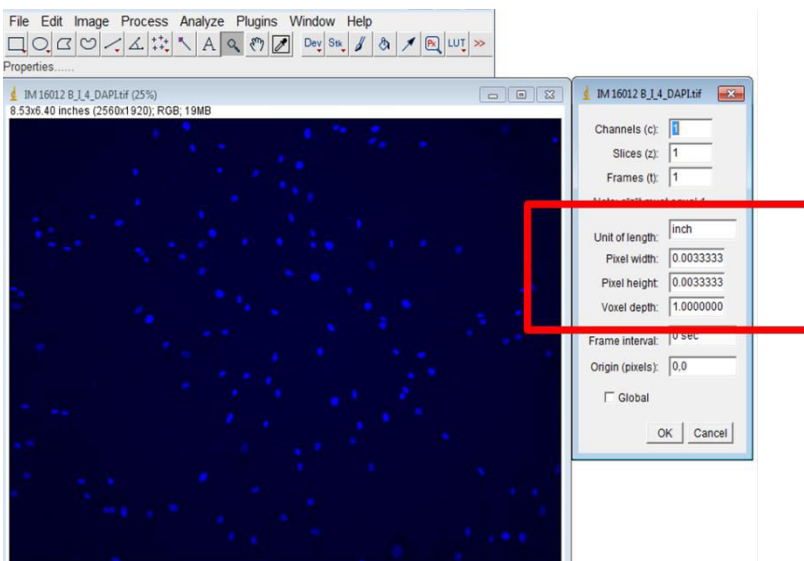 File Edit Image Process Analyze Plugins Window Help
A Dev Stk LUT >>
Properties......
IM 16012 B_I_4_DAPI.tif (25%)
8.53x6.40 inches (2560x1920); RGB; 19MB
IM 16012 B_I_4_DAPI.tif
Channels (c): 1
Slices (z): 1
Frames (t): 1
Unit of length: inch
Pixel width: 0.0033333
Pixel height: 0.0033333
Voxel depth: 1.0000000
Frame interval: 0 sec
Origin (pixels): 0,0
Global
OK Cancel